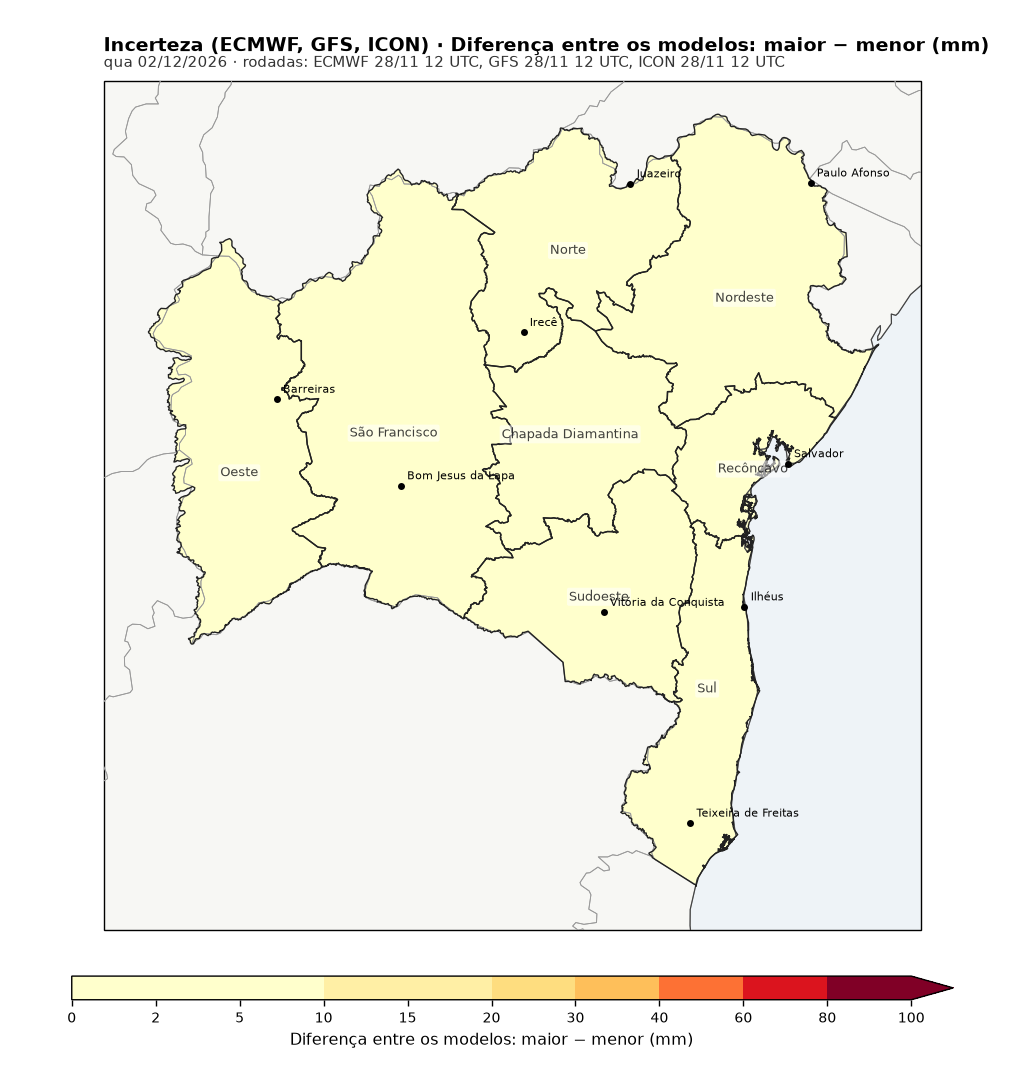 Incerteza (ECMWF, GFS, ICON) · Diferença entre os modelos: maior − menor (mm)
qua 02/12/2026 · rodadas: ECMWF 28/11 12 UTC, GFS 28/11 12 UTC, ICON 28/11 12 UTC
Juazeiro
Paulo Afonso
Norte
Nordeste
Irecê
Barreiras
São Francisco
Chapada Diamantina
Salvador
Recôncavo
Oeste
Bom Jesus da Lapa
Sudoeste
Vitória da Conquista
Ilhéus
Sul
Teixeira de Freitas
0 2 5 10 15 20 30 40 60 80 100
Diferença entre os modelos: maior − menor (mm)